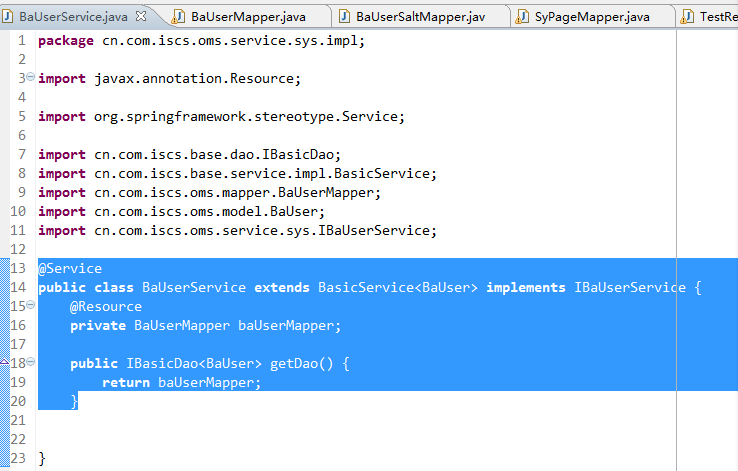 BaUserService.java BaUserMapper.java BaUserSaltMapper.jav SyPageMapper.java TestRe
1 package cn.com.iscs.oms.service.sys.impl;
2
3 import javax.annotation.Resource;
4
5 import org.springframework.stereotype.Service;
6
7 import cn.com.iscs.base.dao.IBasicDao;
8 import cn.com.iscs.base.service.impl.BasicService;
9 import cn.com.iscs.oms.mapper.BaUserMapper;
10 import cn.com.iscs.oms.model.BaUser;
11 import cn.com.iscs.oms.service.sys.IBaUserService;
12
13 @Service
14 public class BaUserService extends BasicService<BaUser> implements IBaUserService {
15     @Resource
16     private BaUserMapper baUserMapper;
17
18     public IBasicDao<BaUser> getDao() {
19         return baUserMapper;
20     }
21
22
23 }